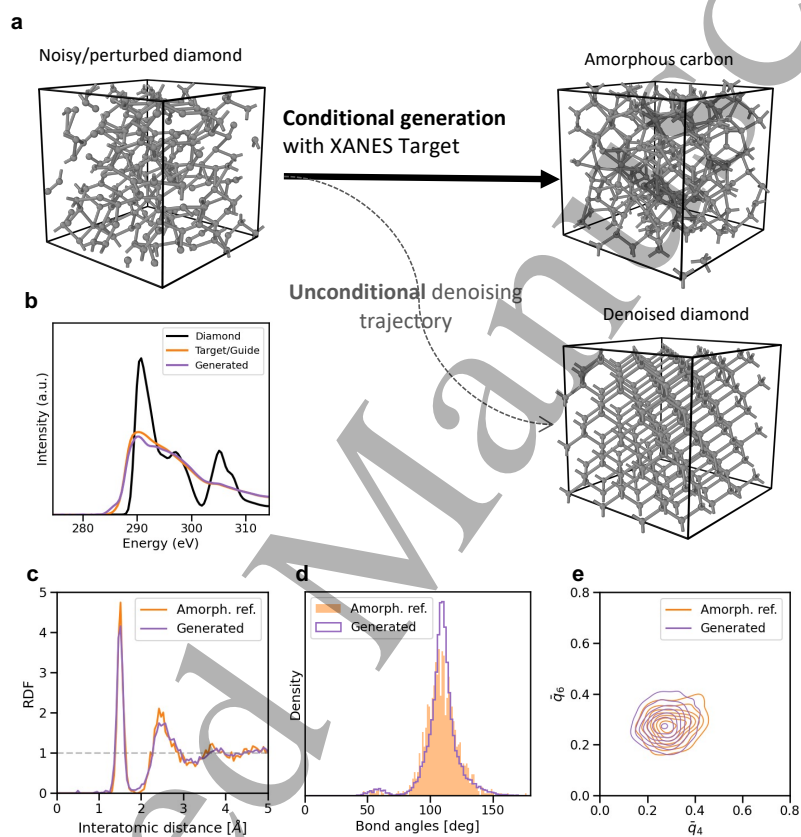 a
Noisy/perturbed diamond
Amorphous carbon
Conditional generation
with XANES Target
Unconditional denoising
trajectory
Denoised diamond
b
Diamond
Target/Guide
Generated
Intensity (a.u.)
280 290 300 310
Energy (eV)
c
Amorph. ref.
Generated
RDF
5
4
3
2
1
0
0 1 2 3 4 5
Interatomic distance [Å]
d
Amorph. ref.
Generated
Density
0 50 100 150
Bond angles [deg]
e
Amorph. ref.
Generated
q̄6
0.8
0.6
0.4
0.2
0.0
0.0 0.2 0.4 0.6 0.8
q̄4